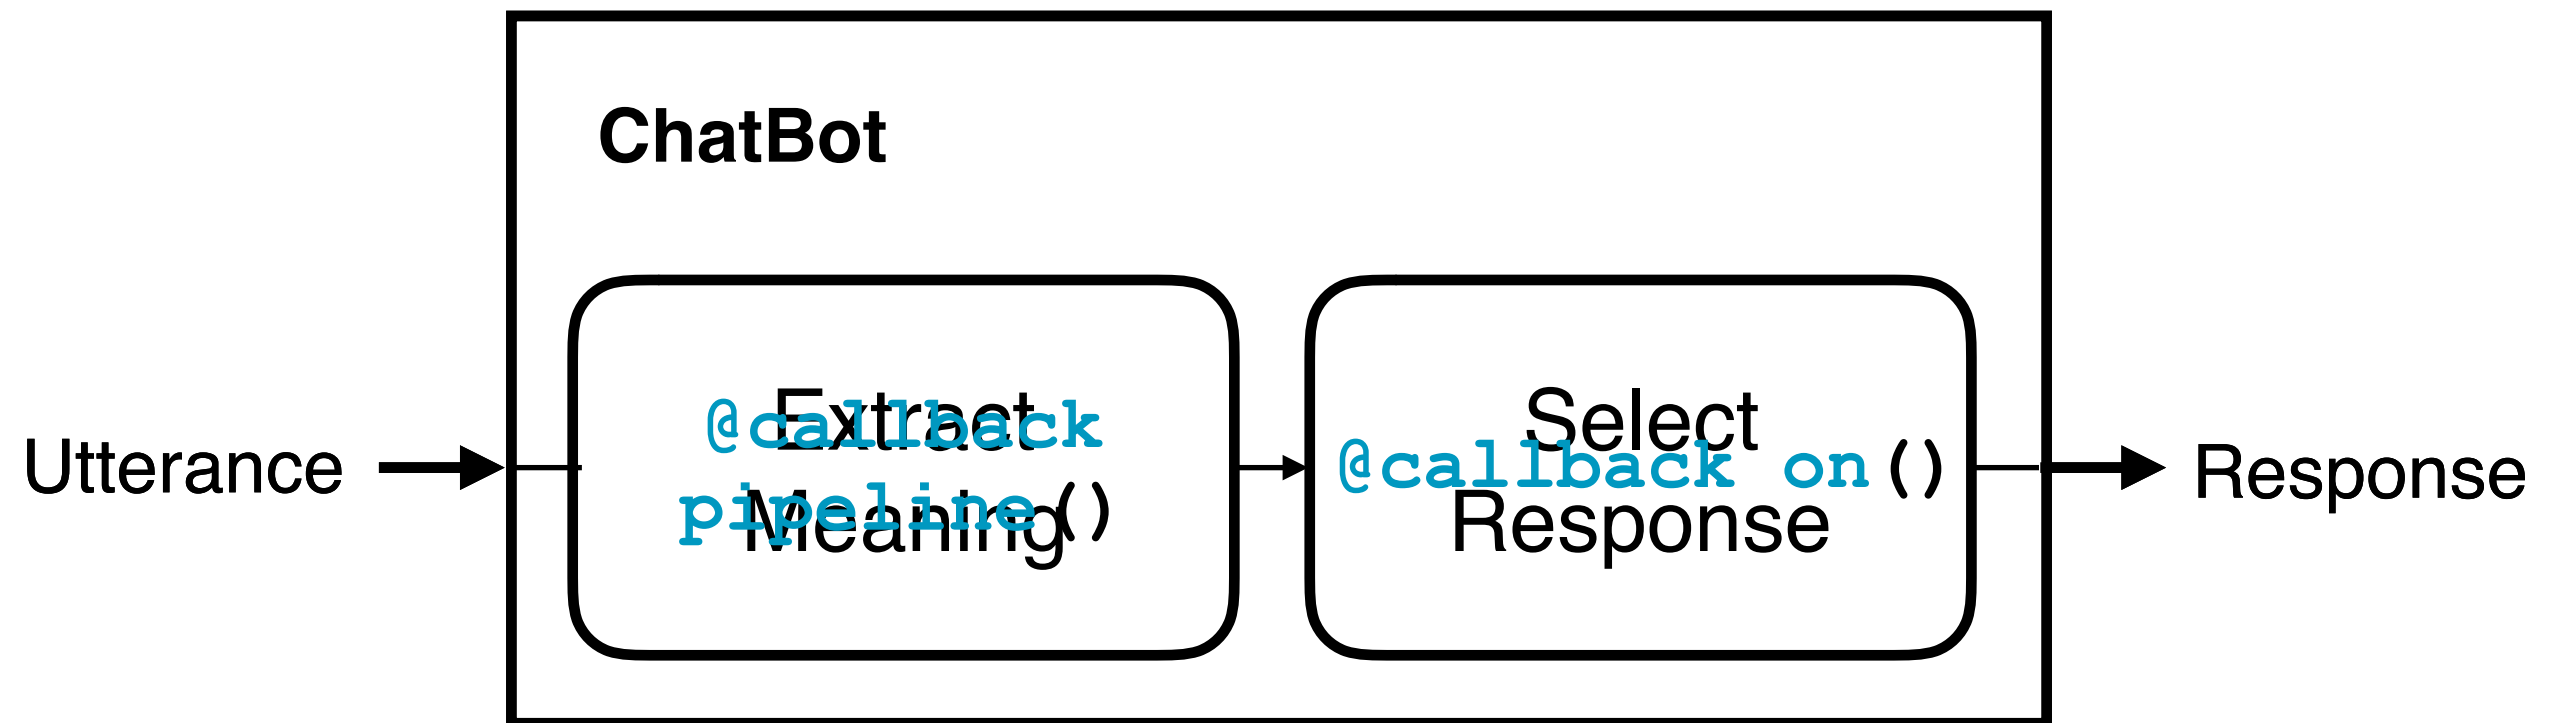 ChatBot
Utterance
Extract
Meaning
@callback
pipeline()
Select
Response
@callback on()
Response